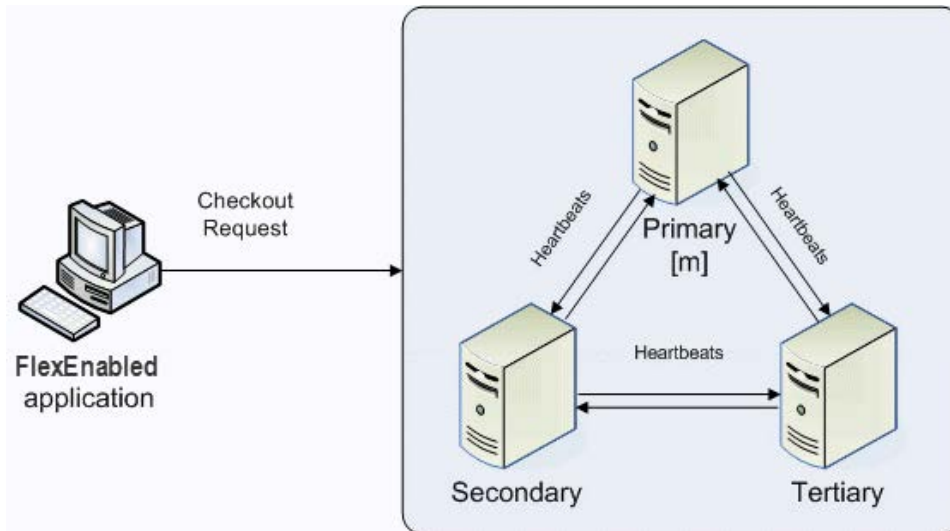 Checkout
Request
FlexEnabled
application
Heartbeats
Primary
[m]
Heartbeats
Heartbeats
Secondary
Tertiary